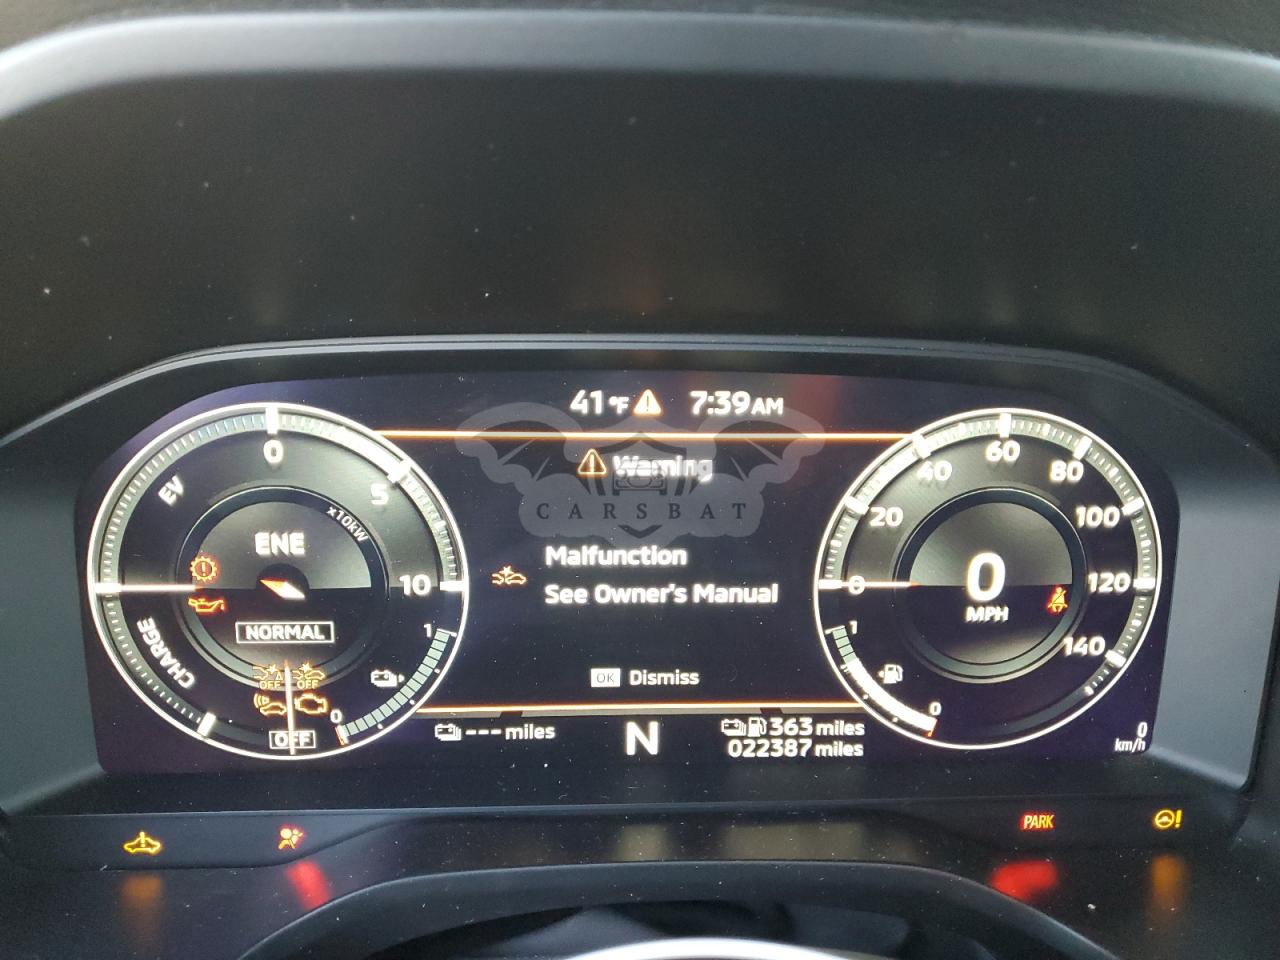 41°F 7:39AM
Warning
CARSBAT
Malfunction
See Owner's Manual
OK Dismiss
--- miles
N
363 miles
022387 miles
0
EV
5
x10kW
ENE
10
NORMAL
CHARGE
1
OFF OFF
0
OFF
0
20
40
60
80
100
120
140
0
MPH
1
0
0
km/h
PARK
!